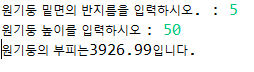 원기둥 밑면의 반지름을 입력하시오. : 5
원기둥 높이를 입력하시오 : 50
원기둥의 부피는3926.99입니다.